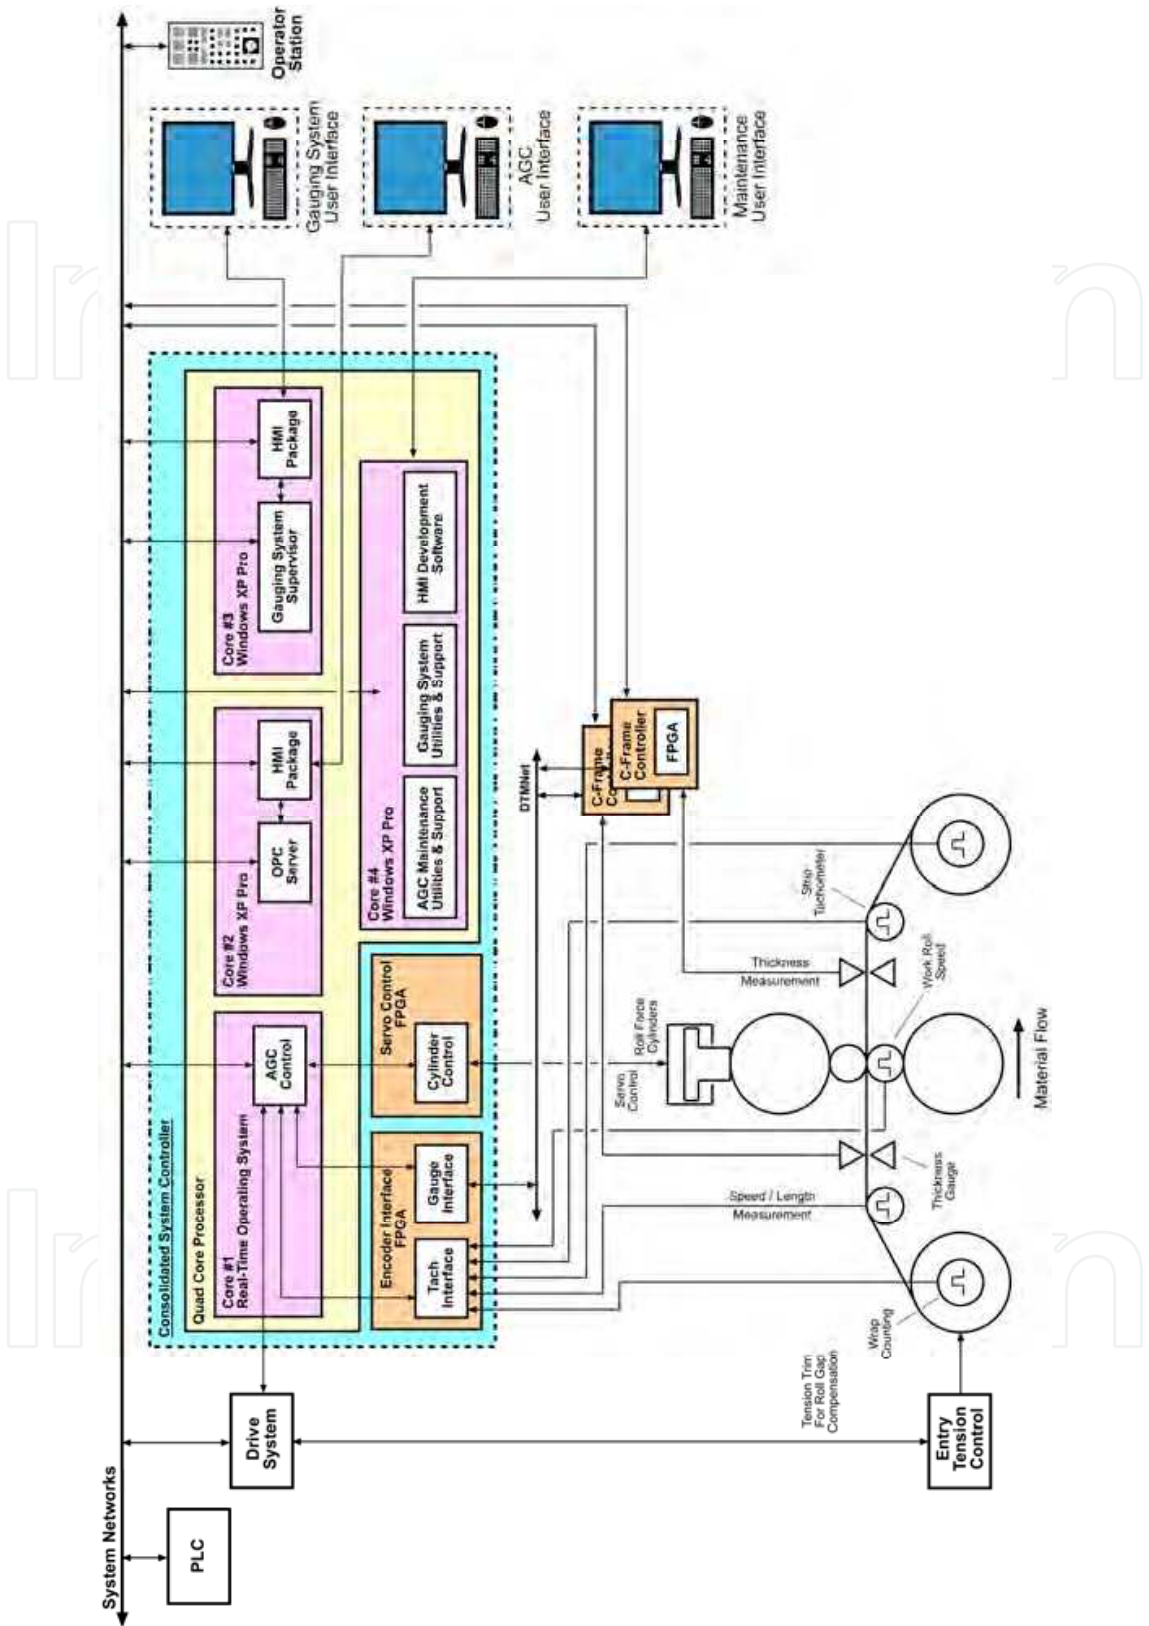 System Networks
PLC
Drive
System
Operator
Station
Consolidated System Controller
Quad Core Processor
Core #1
Real-Time Operating System
AGC
Control
Core #2
Windows XP Pro
OPC
Server
HMI
Package
Core #3
Windows XP Pro
Gauging System
Supervisor
HMI
Package
Core #4
Windows XP Pro
AGC Maintenance
Utilities & Support
Gauging System
Utilities & Support
HMI Development
Software
Encoder Interface
FPGA
Tach
Interface
Gauge
Interface
Servo Control
FPGA
Cylinder
Control
Gauging System
User Interface
AGC
User Interface
Maintenance
User Interface
DTMNet
C-Frame
C-Frame
Controller
FPGA
Tension Trim
For Roll Gap
Compensation
Entry
Tension
Control
Wrap
Counting
Speed / Length
Measurement
Thickness
Gauge
Servo
Control
Roll Force
Cylinders
Thickness
Measurement
Work Roll
Speed
Strip
Tachometer
Material Flow